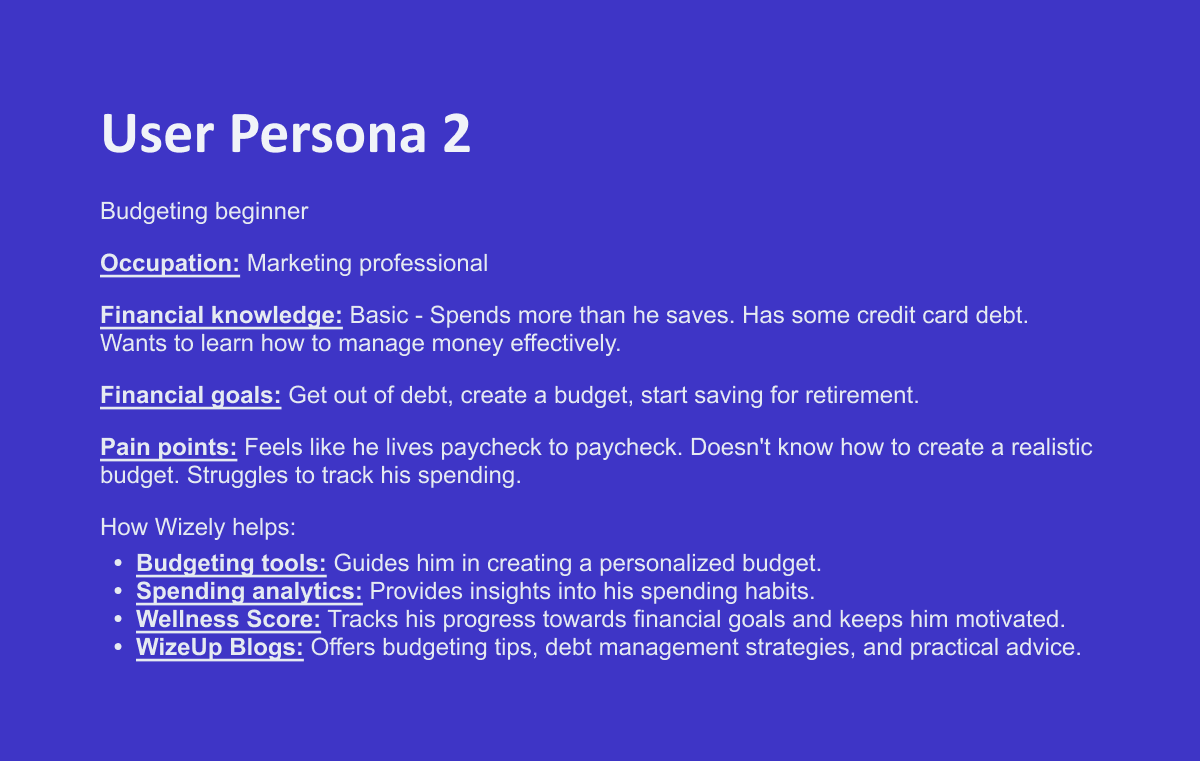 User Persona 2
Budgeting beginner
Occupation: Marketing professional
Financial knowledge: Basic - Spends more than he saves. Has some credit card debt.
Wants to learn how to manage money effectively.
Financial goals: Get out of debt, create a budget, start saving for retirement.
Pain points: Feels like he lives paycheck to paycheck. Doesn't know how to create a realistic
budget. Struggles to track his spending.
How Wizely helps:
• Budgeting tools: Guides him in creating a personalized budget.
• Spending analytics: Provides insights into his spending habits.
• Wellness Score: Tracks his progress towards financial goals and keeps him motivated.
• WizeUp Blogs: Offers budgeting tips, debt management strategies, and practical advice.